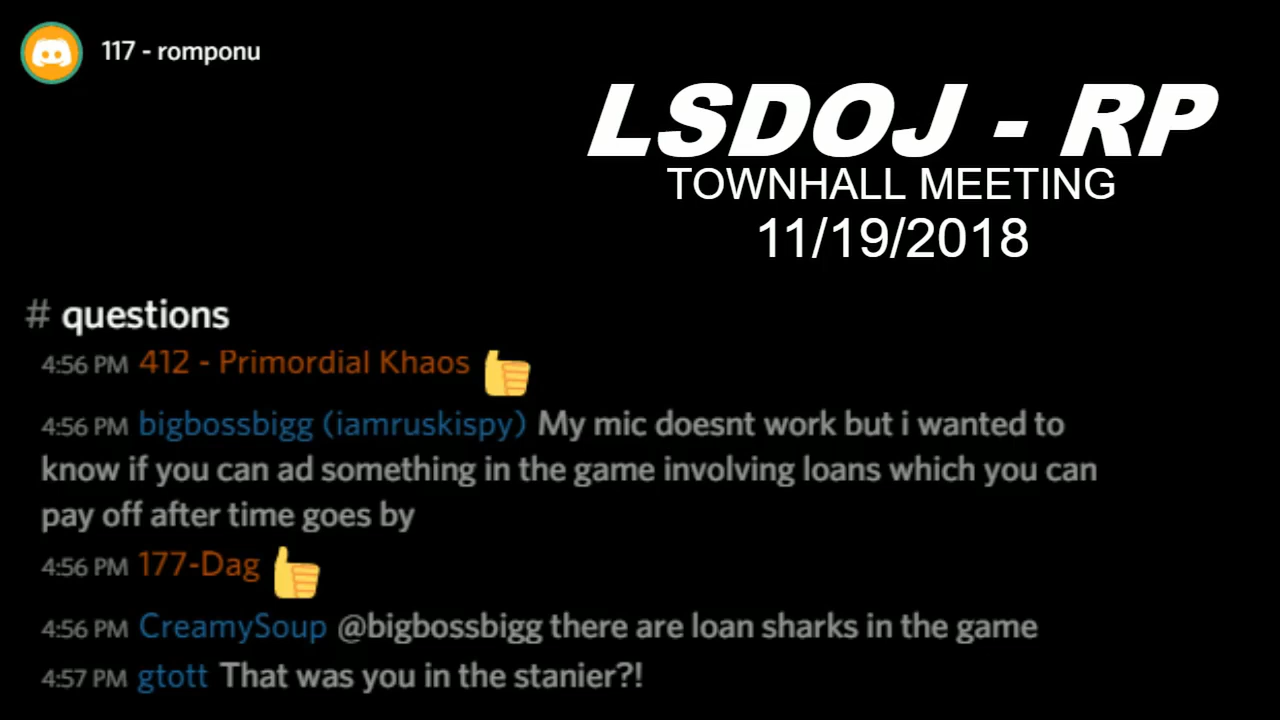 117 - romponu
LSDOJ - RP
TOWNHALL MEETING
11/19/2018
# questions
4:56 PM 412 - Primordial Khaos
4:56 PM bigbossbigg (iamruskispy) My mic doesnt work but i wanted to
know if you can ad something in the game involving loans which you can
pay off after time goes by
4:56 PM 177-Dag
4:56 PM CreamySoup @bigbossbigg there are loan sharks in the game
4:57 PM gtott That was you in the stanier?!